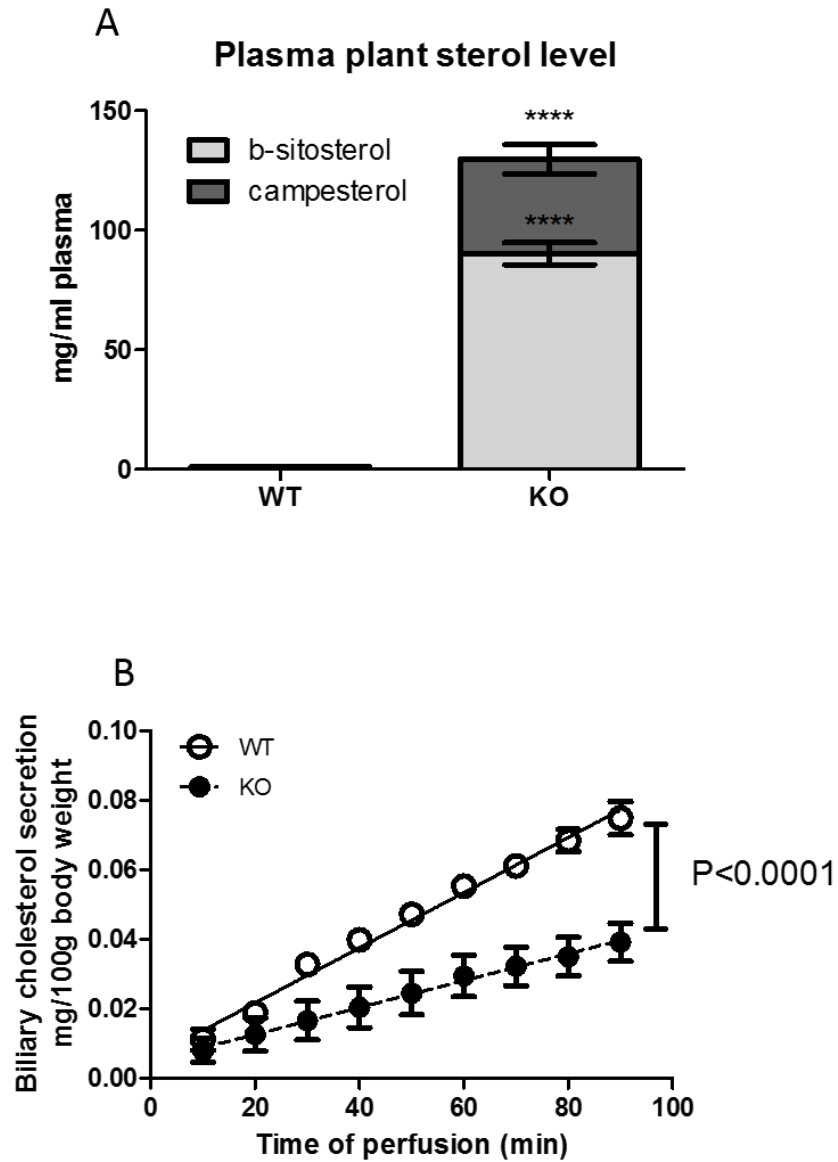 A
Plasma plant sterol level
150
100
50
0
mg/ml plasma
b-sitosterol
campesterol
****
****
WT
KO
B
Biliary cholesterol secretion
mg/100g body weight
0.10
0.08
0.06
0.04
0.02
0.00
WT
KO
P<0.0001
0
20
40
60
80
100
Time of perfusion (min)